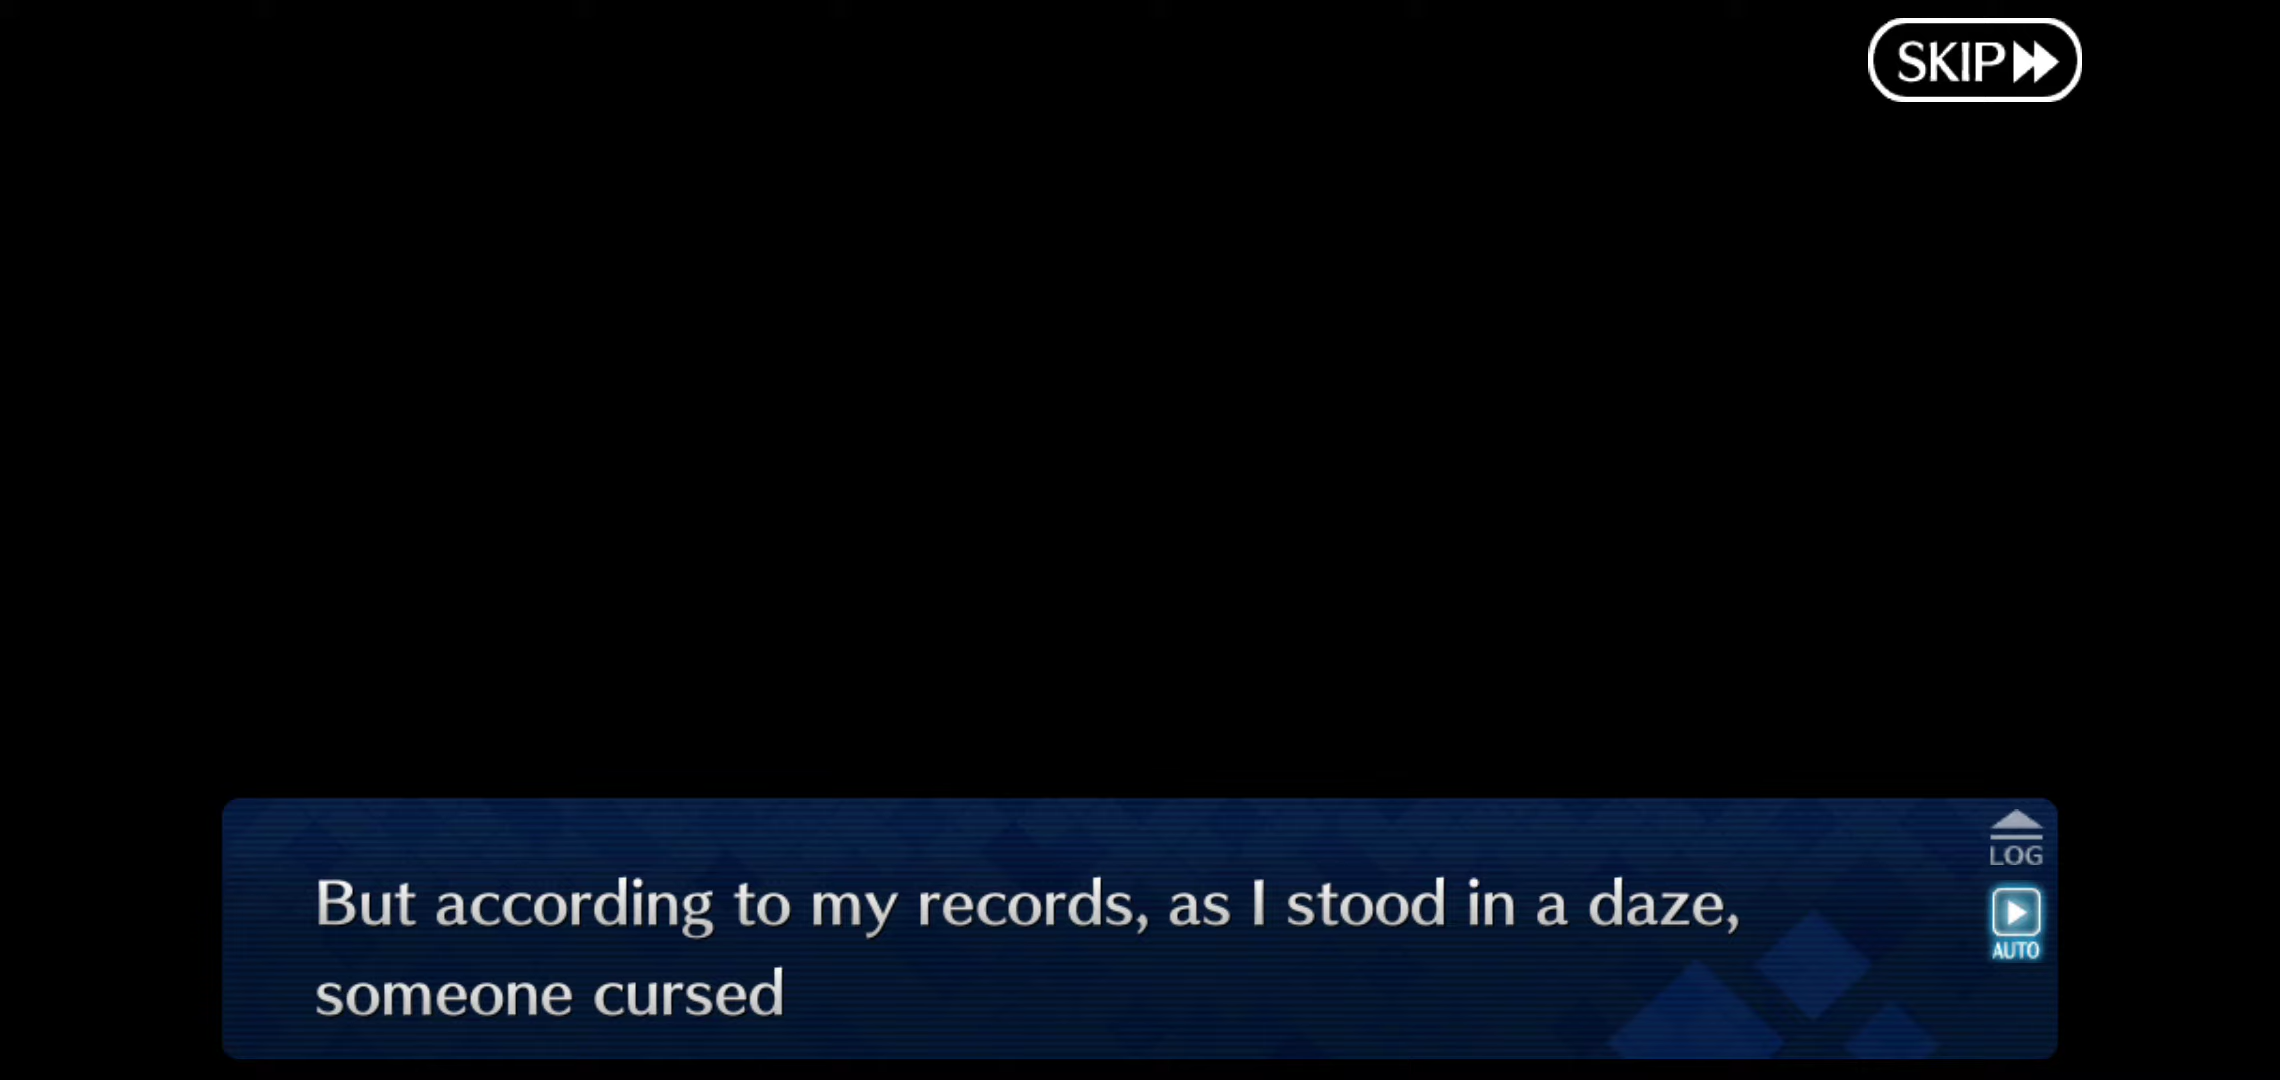 SKIP
LOG
But according to my records, as I stood in a daze,
someone cursed
AUTO